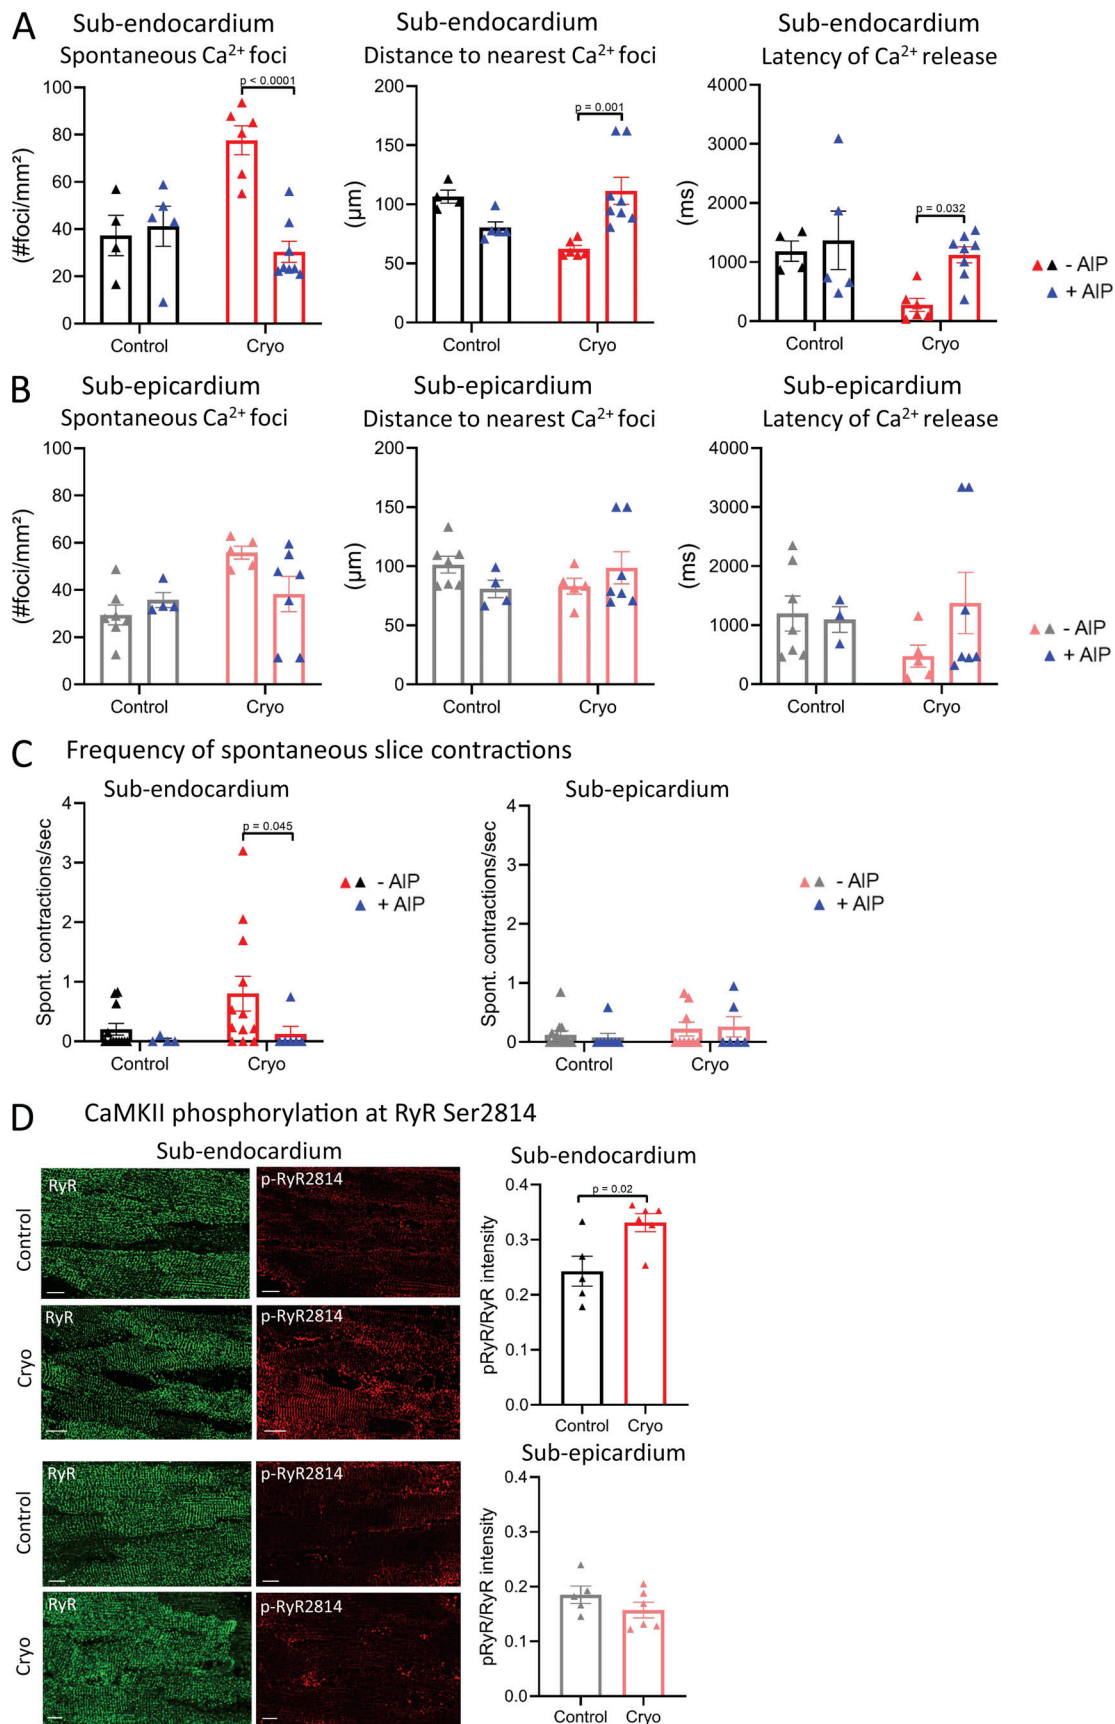 A
Sub-endocardium
Spontaneous Ca²⁺ foci
(#foci/mm²)
100
80
60
40
20
0
p < 0.0001
Control
Cryo
Sub-endocardium
Distance to nearest Ca²⁺ foci
(µm)
200
150
100
50
0
p = 0.001
Control
Cryo
Sub-endocardium
Latency of Ca²⁺ release
(ms)
4000
3000
2000
1000
0
p = 0.032
Control
Cryo
- AIP
+ AIP
B
Sub-epicardium
Spontaneous Ca²⁺ foci
(#foci/mm²)
100
80
60
40
20
0
Control
Cryo
Sub-epicardium
Distance to nearest Ca²⁺ foci
(µm)
200
150
100
50
0
Control
Cryo
Sub-epicardium
Latency of Ca²⁺ release
(ms)
4000
3000
2000
1000
0
Control
Cryo
- AIP
+ AIP
C
Frequency of spontaneous slice contractions
Sub-endocardium
Spont. contractions/sec
4
3
2
1
0
p = 0.045
Control
Cryo
- AIP
+ AIP
Sub-epicardium
Spont. contractions/sec
4
3
2
1
0
Control
Cryo
- AIP
+ AIP
D
CaMKII phosphorylation at RyR Ser2814
Sub-endocardium
Control
RyR
p-RyR2814
Cryo
RyR
p-RyR2814
Control
RyR
p-RyR2814
Cryo
RyR
p-RyR2814
Sub-endocardium
pRyR/RyR intensity
0.4
0.3
0.2
0.1
0.0
p = 0.02
Control
Cryo
Sub-epicardium
pRyR/RyR intensity
0.4
0.3
0.2
0.1
0.0
Control
Cryo